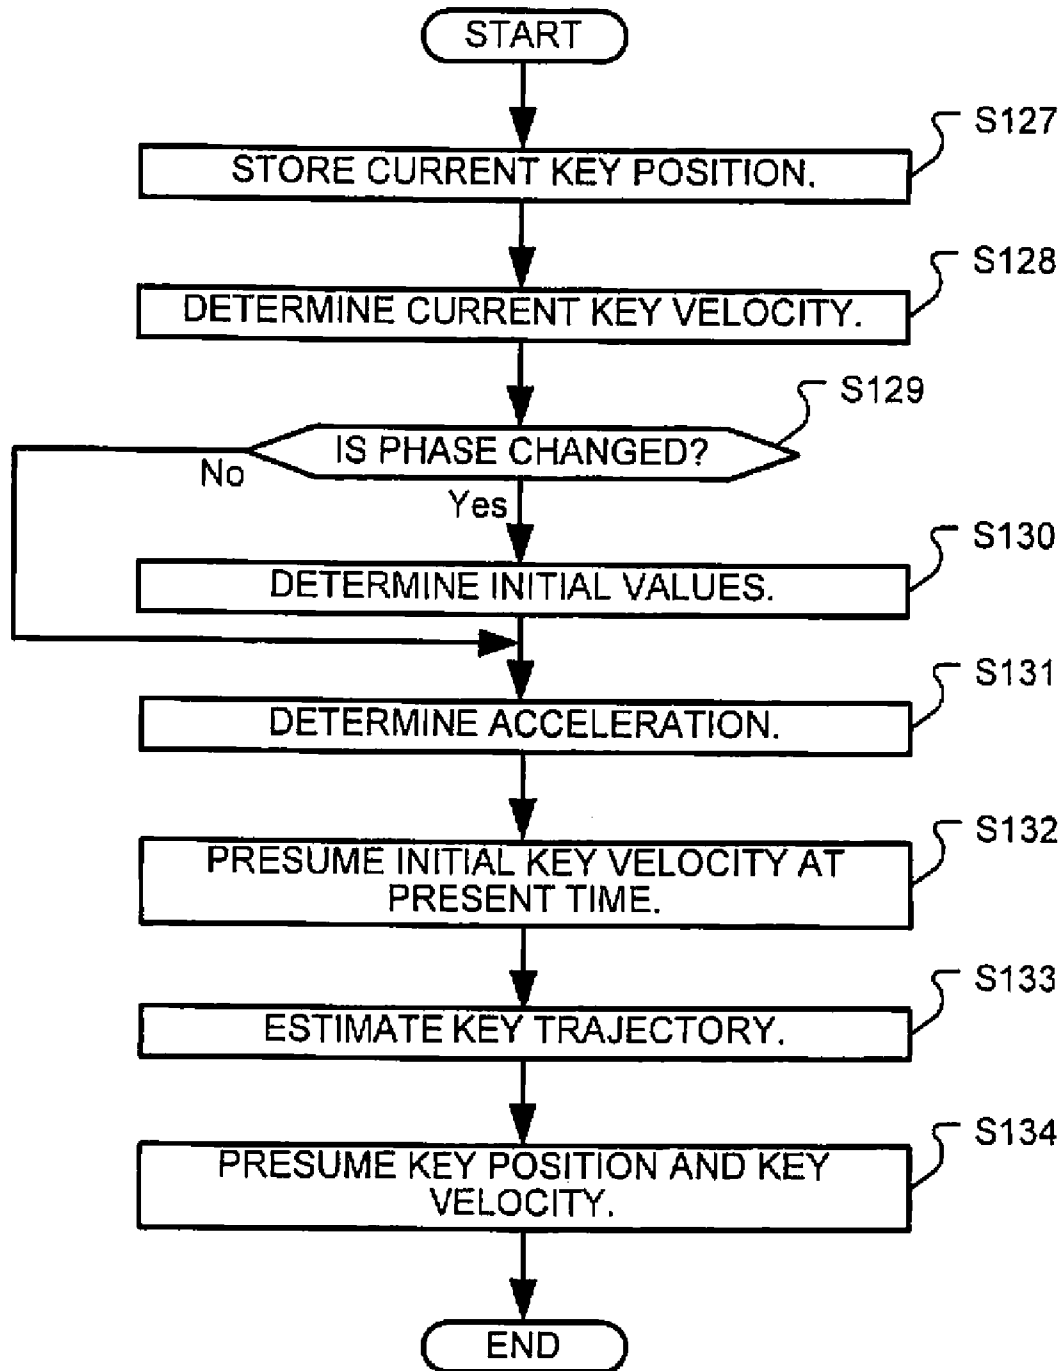 START
S127
STORE CURRENT KEY POSITION.
S128
DETERMINE CURRENT KEY VELOCITY.
S129
IS PHASE CHANGED?
No
Yes
S130
DETERMINE INITIAL VALUES.
S131
DETERMINE ACCELERATION.
S132
PRESUME INITIAL KEY VELOCITY AT
PRESENT TIME.
S133
ESTIMATE KEY TRAJECTORY.
S134
PRESUME KEY POSITION AND KEY
VELOCITY.
END